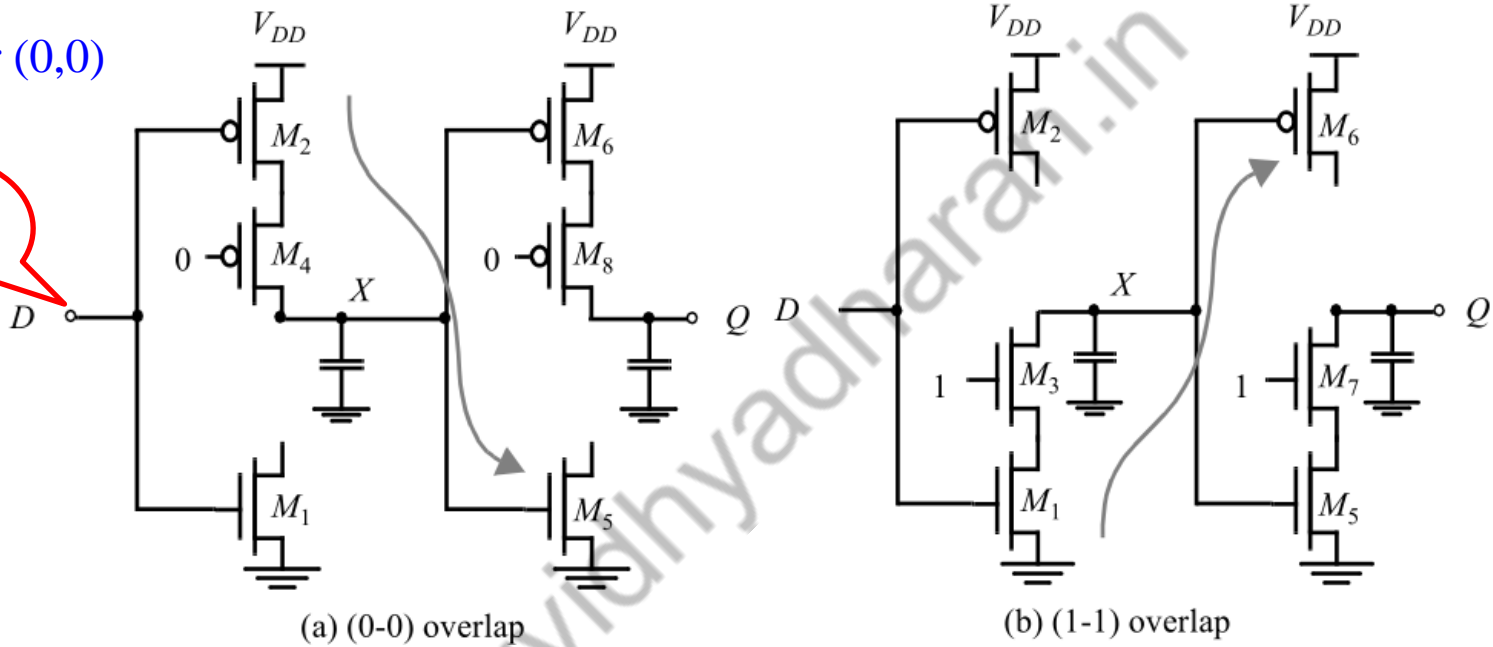 (0,0)
V_DD
V_DD
M_2
M_6
0
M_4
0
M_8
X
D
Q
M_1
M_5
(a) (0-0) overlap
V_DD
V_DD
M_2
M_6
X
D
Q
1
M_3
1
M_7
M_1
M_5
(b) (1-1) overlap
vidhyadharan.in